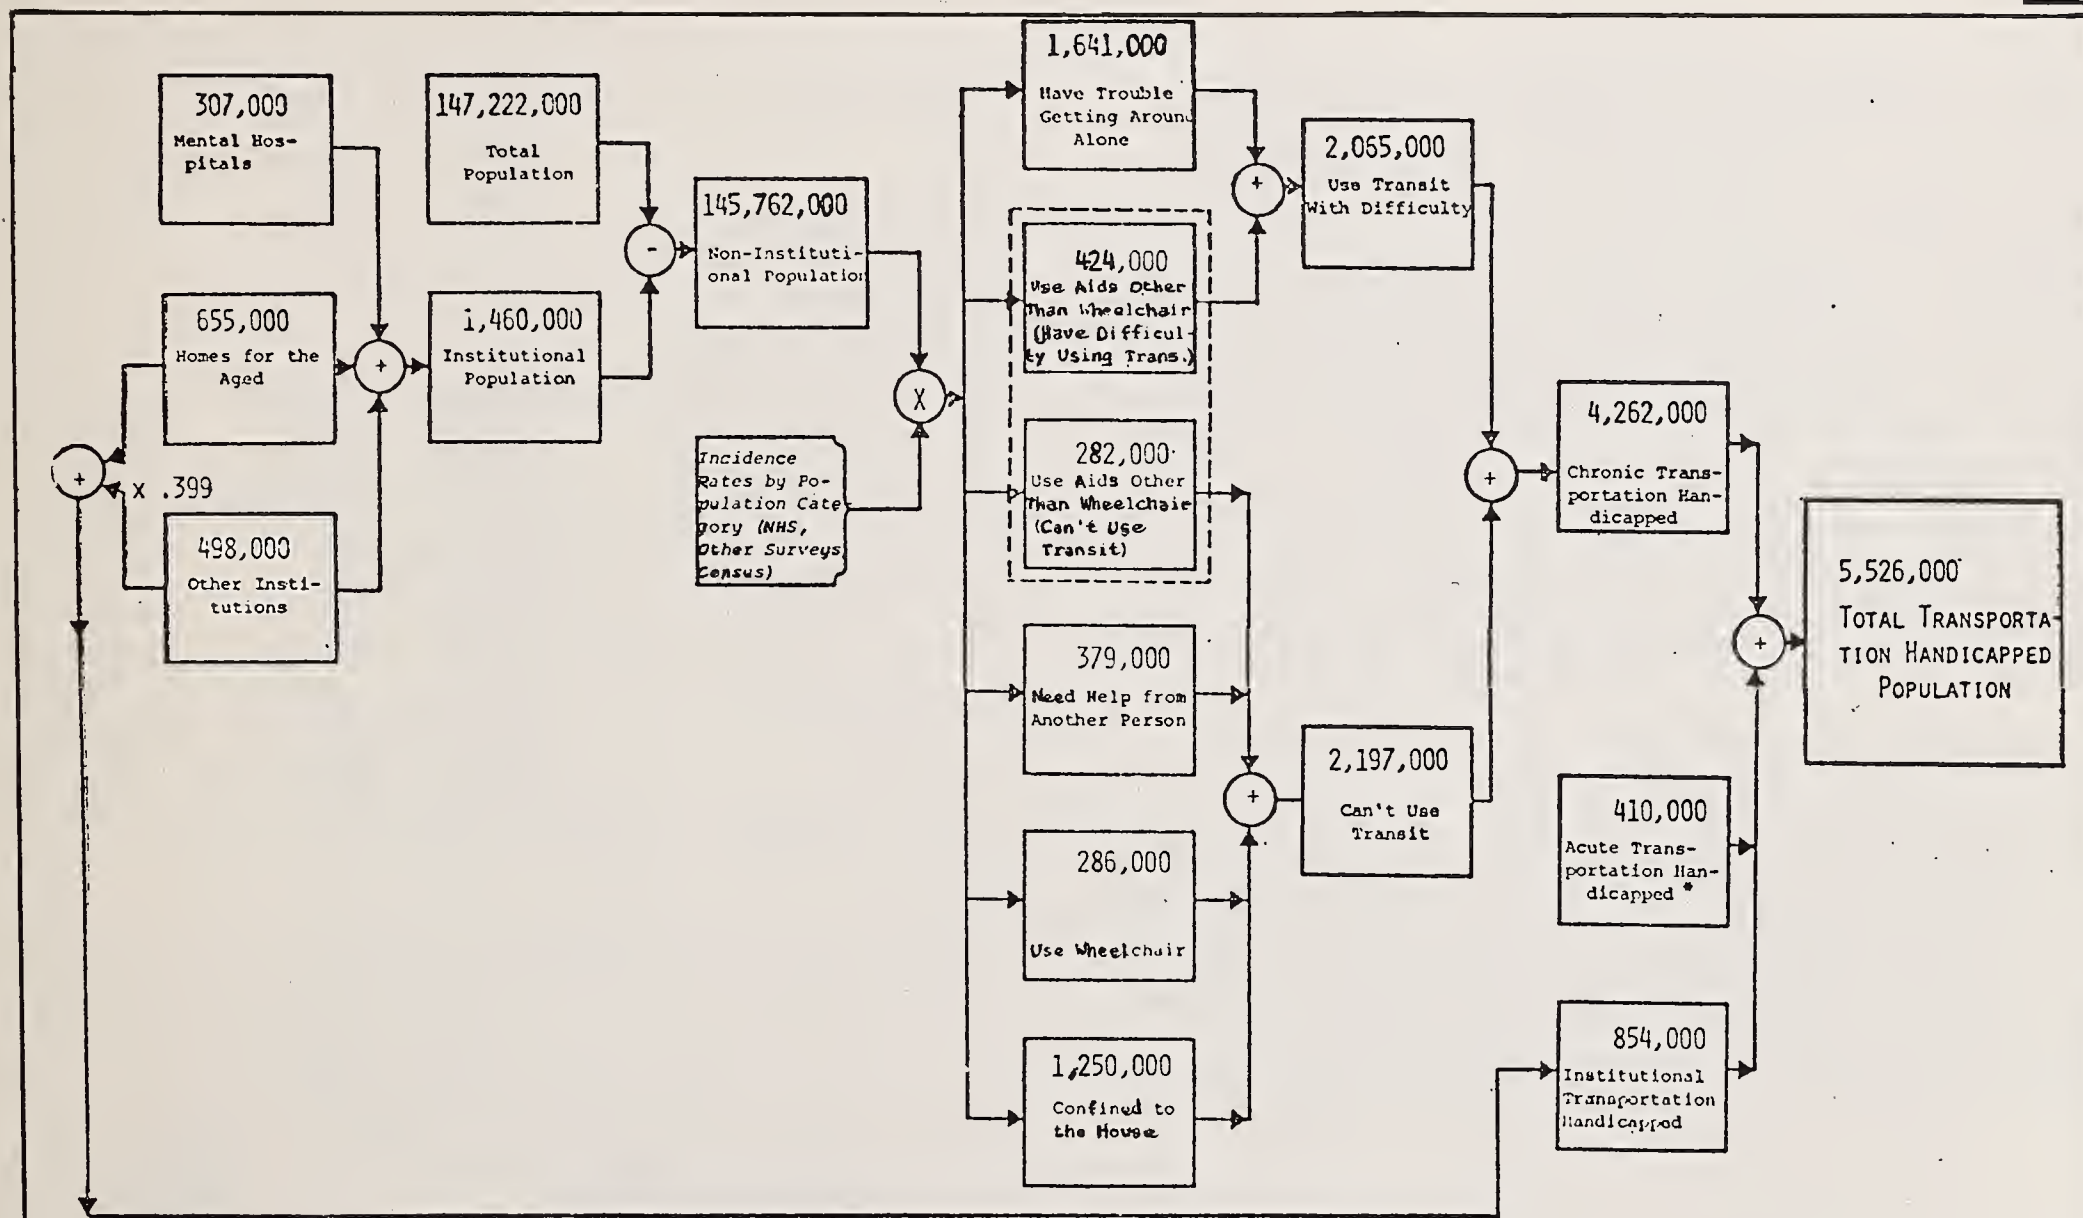 307,000
Mental Hos-
pitals
655,000
Homes for the
Aged
+
X .399
498,000
Other Insti-
tutions
147,222,000
Total
Population
+
1,460,000
Institutional
Population
-
145,762,000
Non-Instituti-
onal Population
X
Incidence
Rates by Po-
pulation Cate
gory (NHS,
Other Surveys
Census)
1,641,000
Have Trouble
Getting Around
Alone
424,000
Use Aids Other
Than Wheelchair
(Have Difficul-
ty Using Trans.)
282,000
Use Aids Other
Than Wheelchair
(Can't Use
Transit)
379,000
Need Help from
Another Person
286,000
Use Wheelchair
1,250,000
Confined to
the House
+
2,065,000
Use Transit
With Difficulty
+
2,197,000
Can't Use
Transit
+
4,262,000
Chronic Trans-
portation Han-
dicapped
410,000
Acute Trans-
portation Han-
dicapped *
854,000
Institutional
Transportation
Handicapped
+
5,526,000
TOTAL TRANSPORTA-
TION HANDICAPPED
POPULATION